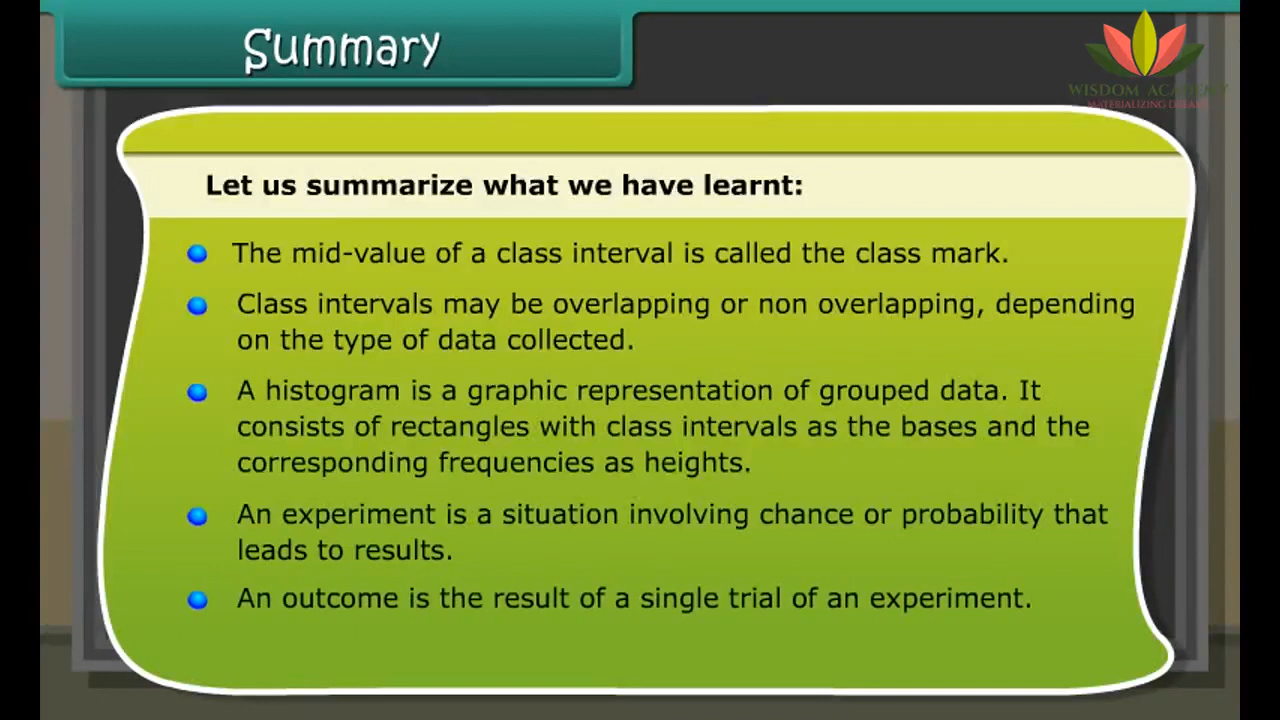 Summary
WISDOM ACADEMY
Let us summarize what we have learnt:
The mid-value of a class interval is called the class mark.
Class intervals may be overlapping or non overlapping, depending
on the type of data collected.
A histogram is a graphic representation of grouped data. It
consists of rectangles with class intervals as the bases and the
corresponding frequencies as heights.
An experiment is a situation involving chance or probability that
leads to results.
An outcome is the result of a single trial of an experiment.